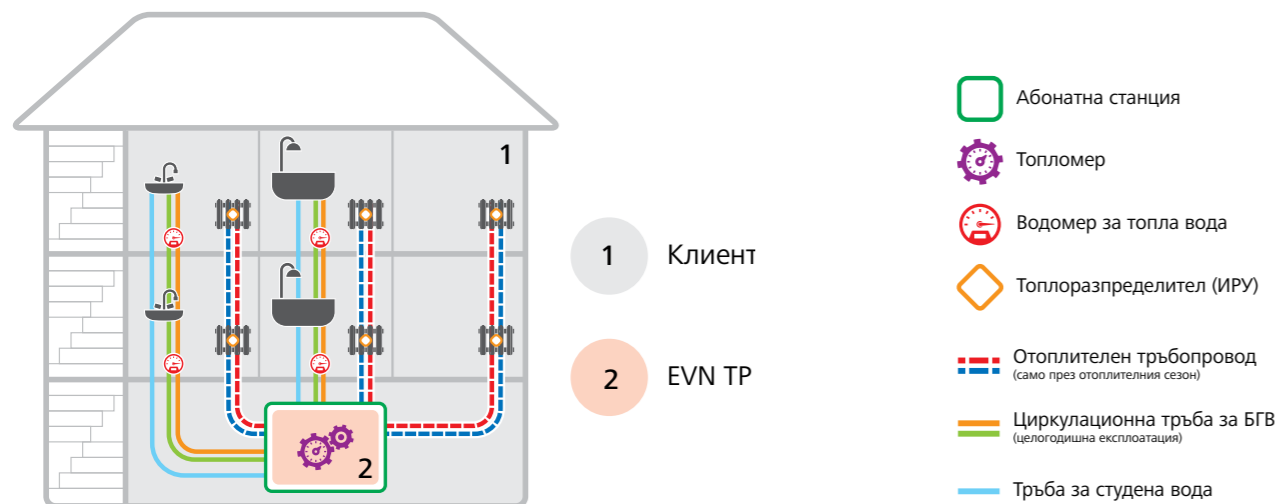 1
2
1 Клиент
2 EVN ТР
Абонатна станция
Топломер
Водомер за топла вода
Топлоразпределител (ИРУ)
Отоплителен тръбопровод
(само през отоплителния сезон)
Циркулационна тръба за БГВ
(целогодишна експлоатация)
Тръба за студена вода